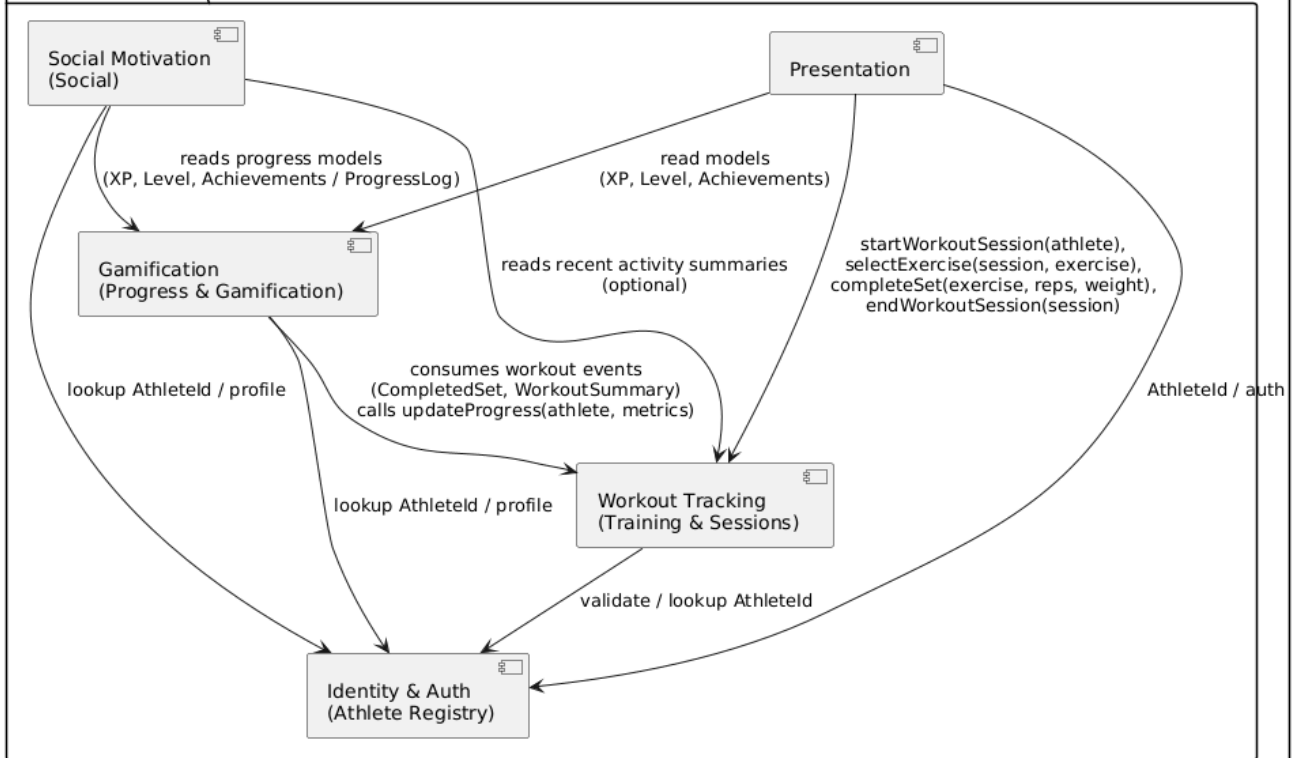 Social Motivation
(Social)
Presentation
reads progress models
(XP, Level, Achievements / ProgressLog)
read models
(XP, Level, Achievements)
Gamification
(Progress & Gamification)
reads recent activity summaries
(optional)
startWorkoutSession(athlete),
selectExercise(session, exercise),
completeSet(exercise, reps, weight),
endWorkoutSession(session)
lookup AthleteId / profile
consumes workout events
(CompletedSet, WorkoutSummary)
calls updateProgress(athlete, metrics)
AthleteId / auth
lookup AthleteId / profile
Workout Tracking
(Training & Sessions)
validate / lookup AthleteId
Identity & Auth
(Athlete Registry)